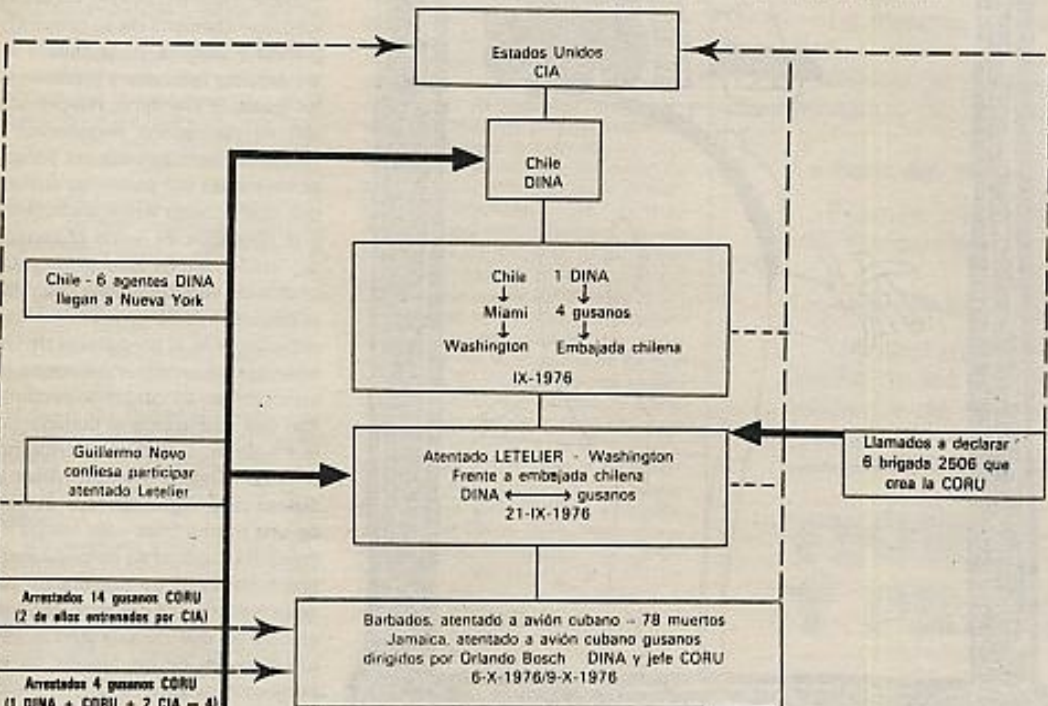 Estados Unidos
CIA
Chile
DINA
Chile - 6 agentes DINA
llegan a Nueva York
Chile 1 DINA
Miami 4 gusanos
Washington Embajada chilena
IX-1976
Guillermo Novo
confiesa participar
atentado Letelier
Atentado LETELIER - Washington
Frente a embajada chilena
DINA gusanos
21-IX-1976
Llamados a declarar
6 brigada 2506 que
crea la CORU
Arrestados 14 gusanos CORU
(2 de ellos entrenados por CIA)
Barbados, atentado a avión cubano – 78 muertos
Jamaica, atentado a avión cubano gusanos
dirigidos por Orlando Bosch DINA y jefe CORU
6-X-1976/9-X-1976
Arrestados 4 gusanos CORU
(1 DINA + CORU + 2 CIA – 4)